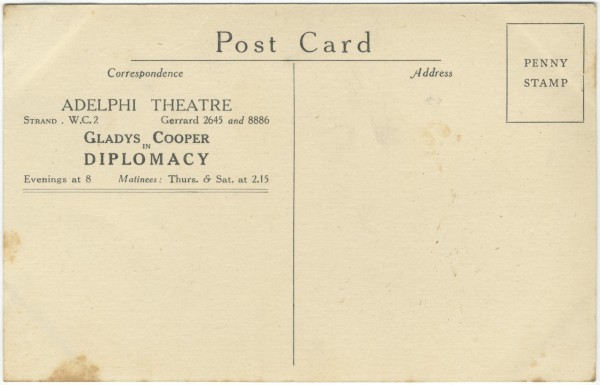 Post Card
Correspondence
Address
PENNY
STAMP
ADELPHI THEATRE
STRAND . W.C.2 Gerrard 2645 and 8886
GLADYS COOPER
IN
DIPLOMACY
Evenings at 8 Matinees: Thurs. & Sat. at 2.15